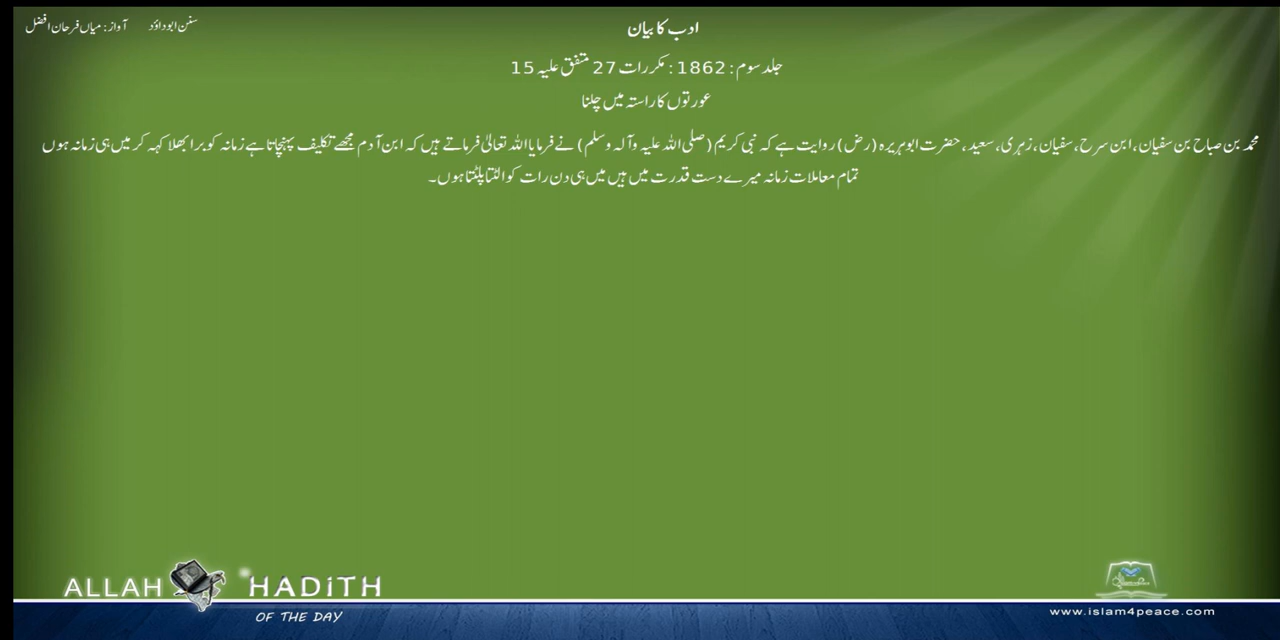 سنن ابوداؤد آواز: میاں فرحان افضل
ادب کا بیان
جلد سوم : 1862 : مکررات 27 متفق علیہ 15
عورتوں کا راستہ میں چلنا
محمد بن صباح بن سفیان، ابن سرح، سفیان، زہری، سعید، حضرت ابوہریرہ (رض) روایت ہے کہ نبی کریم (صلی اللہ علیہ وآلہ وسلم) نے فرمایا اللہ تعالیٰ فرماتے ہیں کہ ابن آدم مجھے تکلیف پہنچاتا ہے زمانہ کو برا بھلا کہہ کر میں ہی زمانہ ہوں
تمام معاملات زمانہ میرے دست قدرت میں ہیں میں ہی دن رات کو الٹتا پلٹتا ہوں۔
ALLAH HADITH
OF THE DAY
www.islam4peace.com